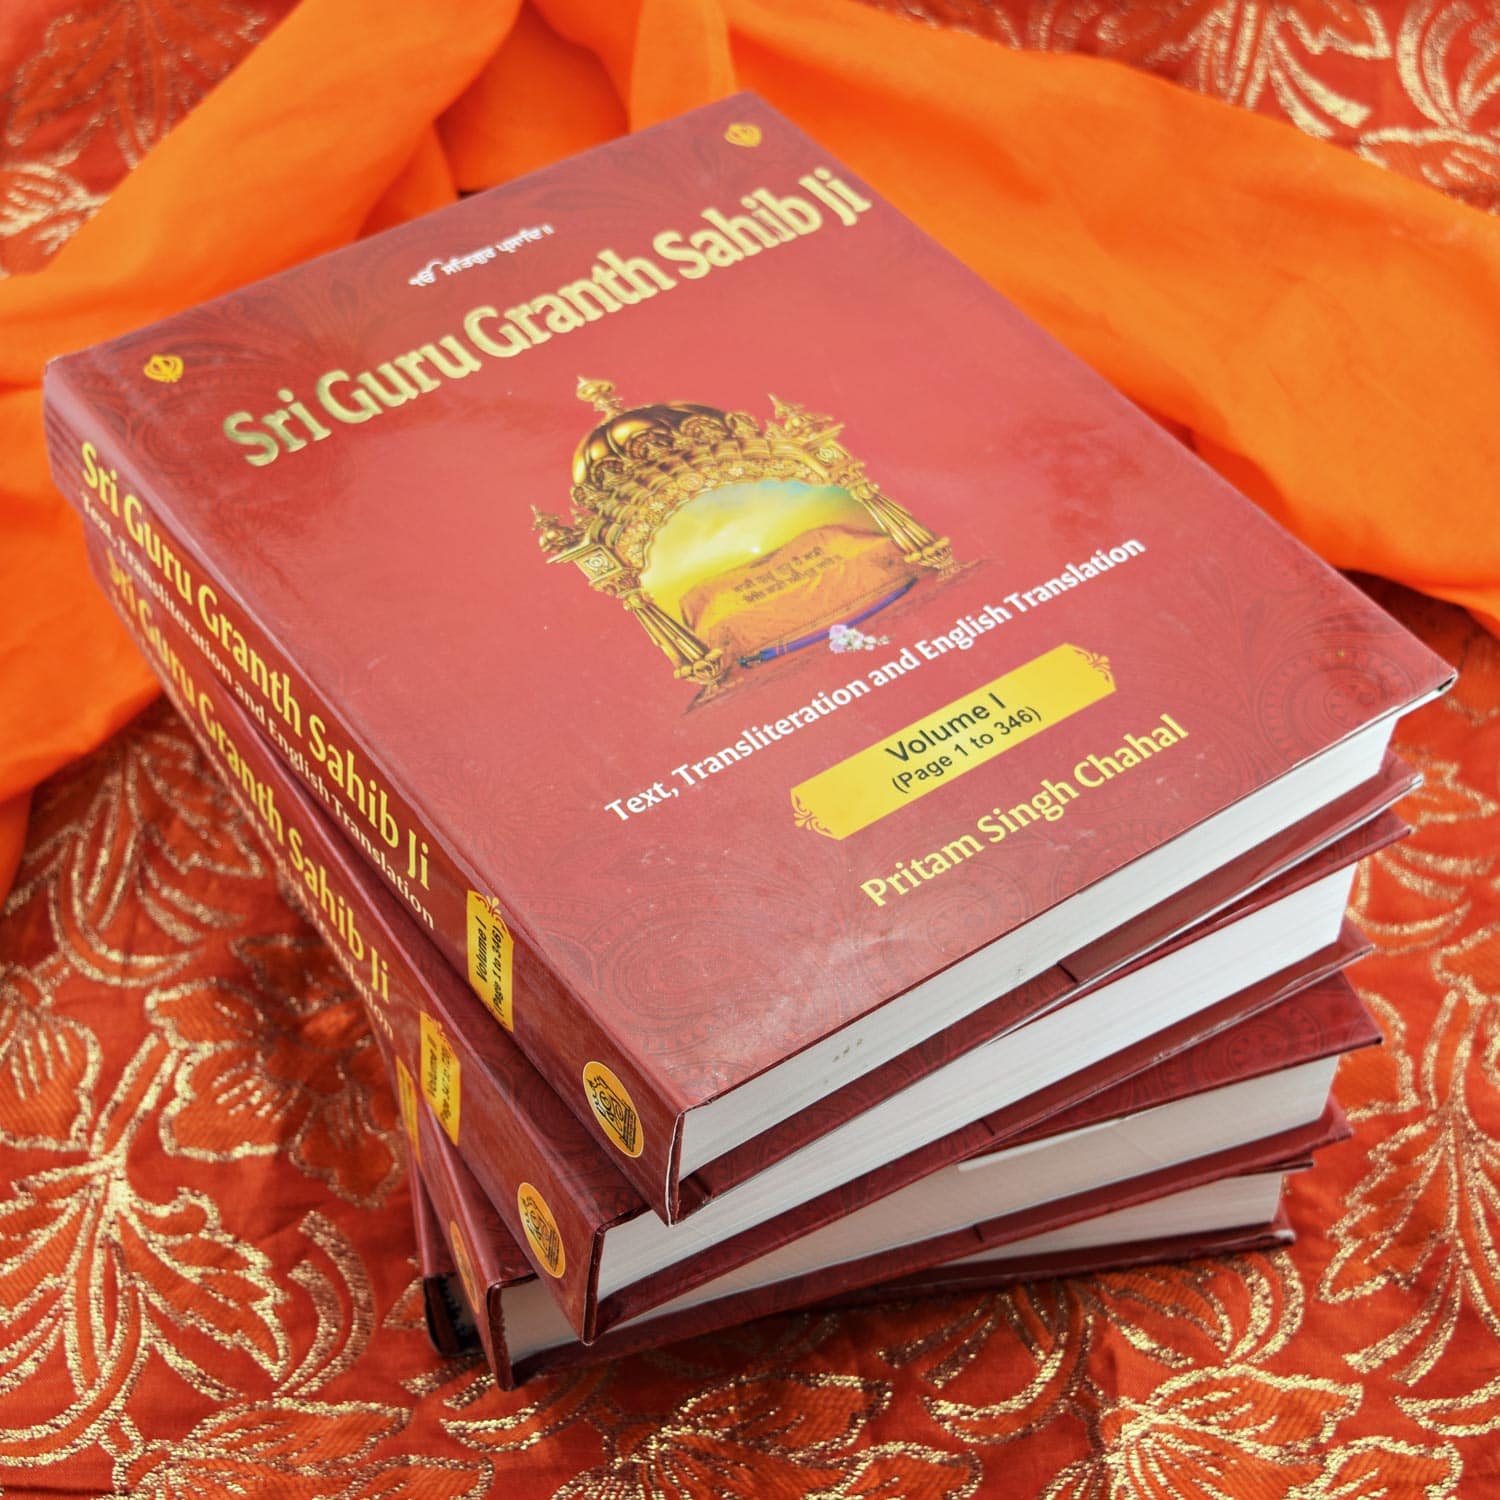 ੴ ਸਤਿਗੁਰ ਪ੍ਰਸਾਦਿ॥
Sri Guru Granth Sahib Ji
Text, Transliteration and English Translation
Volume I
(Page 1 to 346)
Pritam Singh Chahal
Sri Guru Granth Sahib Ji
Text, Transliteration and English Translation
Volume I
(Page 1 to 346)
Sri Guru Granth Sahib Ji
Volume II